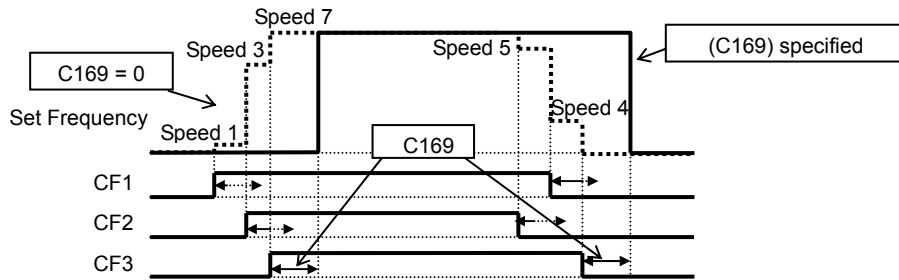 Speed 7
Speed 3
Speed 5
(C169) specified
C169 = 0
Set Frequency
Speed 1
Speed 4
C169
CF1
CF2
CF3